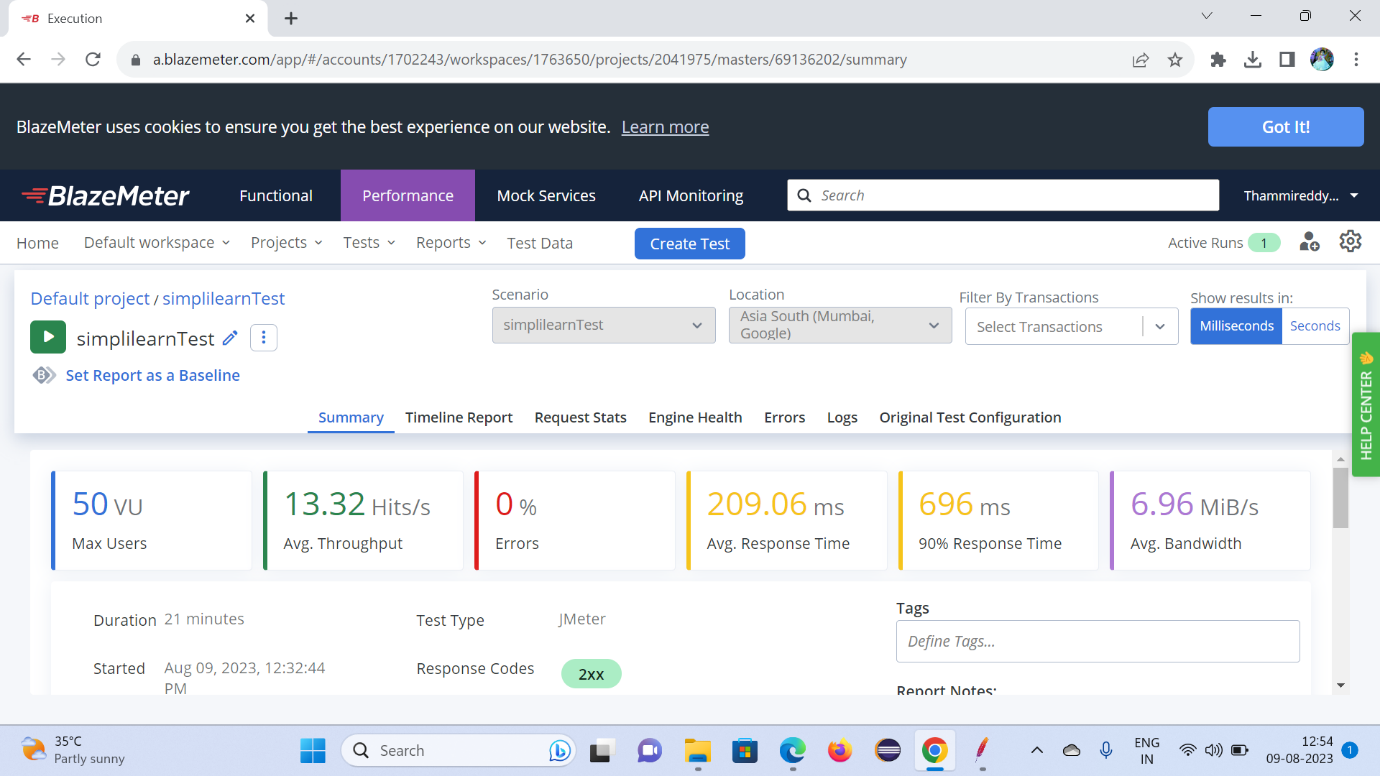 Execution
a.blazemeter.com/app/#/accounts/1702243/workspaces/1763650/projects/2041975/masters/69136202/summary
BlazeMeter uses cookies to ensure you get the best experience on our website. Learn more
Got It!
BlazeMeter Functional Performance Mock Services API Monitoring Search Thammireddy...
Home Default workspace Projects Tests Reports Test Data Create Test Active Runs 1
Default project / simplilearnTest
simplilearnTest
Set Report as a Baseline
Scenario
simplilearnTest
Location
Asia South (Mumbai,
Google)
Filter By Transactions
Select Transactions
Show results in:
Milliseconds Seconds
HELP CENTER
Summary Timeline Report Request Stats Engine Health Errors Logs Original Test Configuration
50 VU
Max Users
13.32 Hits/s
Avg. Throughput
0 %
Errors
209.06 ms
Avg. Response Time
696 ms
90% Response Time
6.96 MiB/s
Avg. Bandwidth
Duration 21 minutes
Started Aug 09, 2023, 12:32:44
PM
Test Type JMeter
Response Codes 2xx
Tags
Define Tags...
Report Notes:
35°C
Partly sunny
Search
ENG
IN
12:54
09-08-2023
1